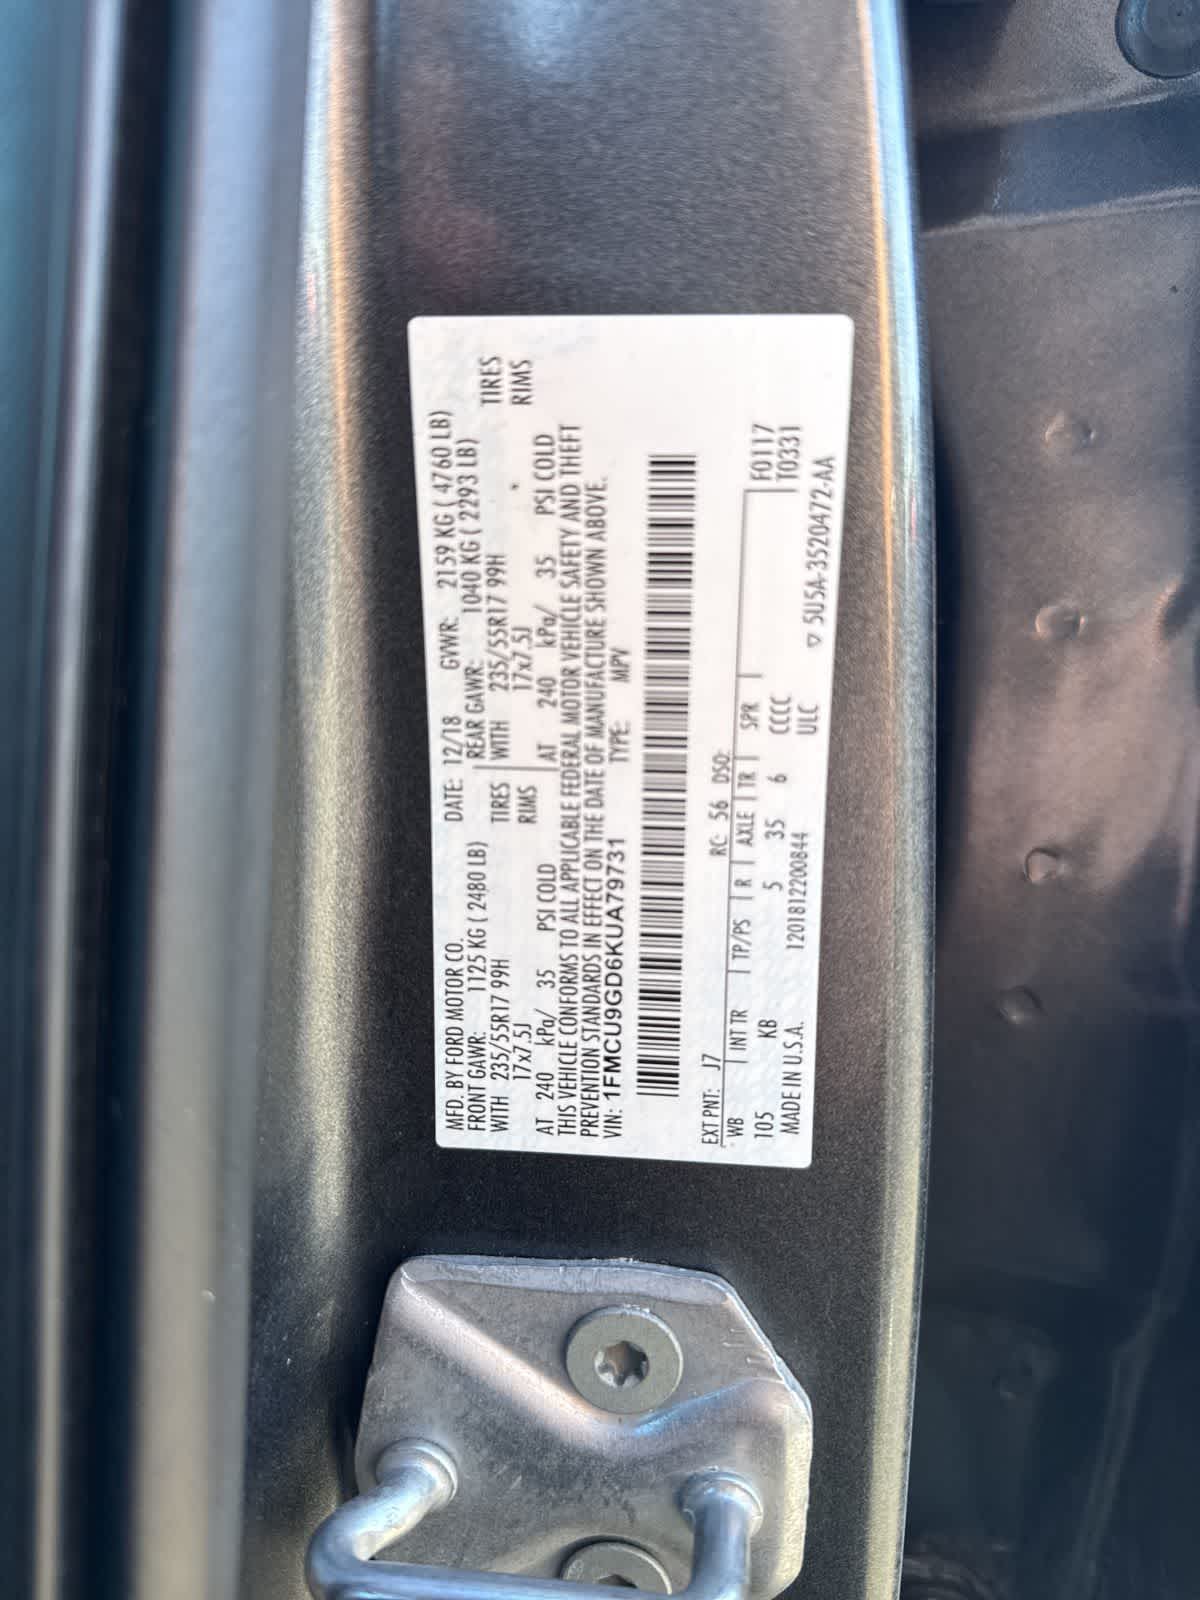 MFD. BY FORD MOTOR CO. DATE: 12/18 GVWR: 2159 KG ( 4760 LB)
FRONT GAWR: 1125 KG ( 2480 LB) REAR GAWR: 1040 KG ( 2293 LB)
WITH 235/55R17 99H TIRES WITH 235/55R17 99H TIRES
17x7.5J RIMS 17x7.5J RIMS
AT 240 kPa/ 35 PSI COLD AT 240 kPa/ 35 PSI COLD
THIS VEHICLE CONFORMS TO ALL APPLICABLE FEDERAL MOTOR VEHICLE SAFETY AND THEFT
PREVENTION STANDARDS IN EFFECT ON THE DATE OF MANUFACTURE SHOWN ABOVE.
VIN: 1FMCU9GD6KUA79731 TYPE: MPV
EXT PNT: J7 RC: 56 DSO:
WB INT TR TP/PS R AXLE TR SPR F0117
105 KB 5 35 6 CCCC T0331
MADE IN U.S.A. 1201812200844 ULC
▽ 5U5A-3520472-AA